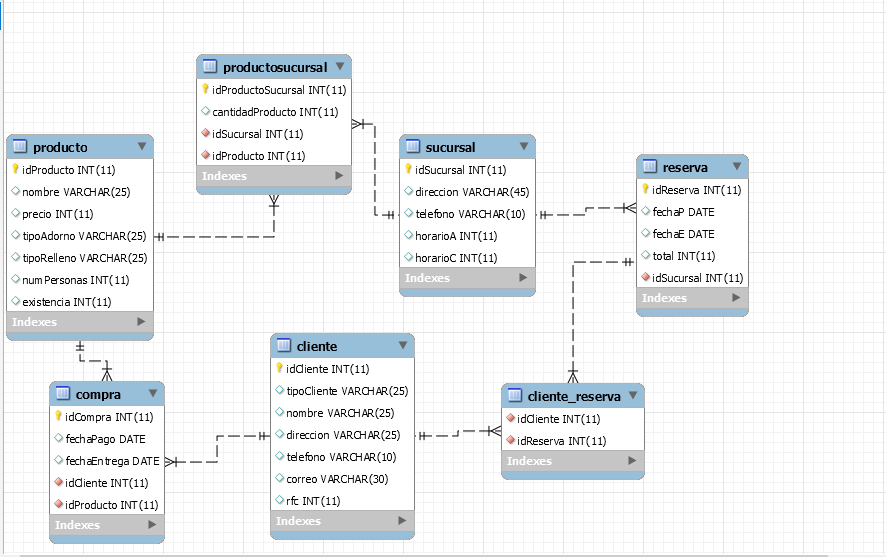 productosucursal
idProductoSucursal INT(11)
cantidadProducto INT(11)
idSucursal INT(11)
idProducto INT(11)
Indexes
producto
idProducto INT(11)
nombre VARCHAR(25)
precio INT(11)
tipoAdorno VARCHAR(25)
tipoRelleno VARCHAR(25)
numPersonas INT(11)
existencia INT(11)
Indexes
sucursal
idSucursal INT(11)
direccion VARCHAR(45)
telefono VARCHAR(10)
horarioA INT(11)
horarioC INT(11)
Indexes
reserva
idReserva INT(11)
fechaP DATE
fechaE DATE
total INT(11)
idSucursal INT(11)
Indexes
cliente
idCliente INT(11)
tipoCliente VARCHAR(25)
nombre VARCHAR(25)
direccion VARCHAR(25)
telefono VARCHAR(10)
correo VARCHAR(30)
rfc INT(11)
Indexes
compra
idCompra INT(11)
fechaPago DATE
fechaEntrega DATE
idCliente INT(11)
idProducto INT(11)
Indexes
cliente_reserva
idCliente INT(11)
idReserva INT(11)
Indexes